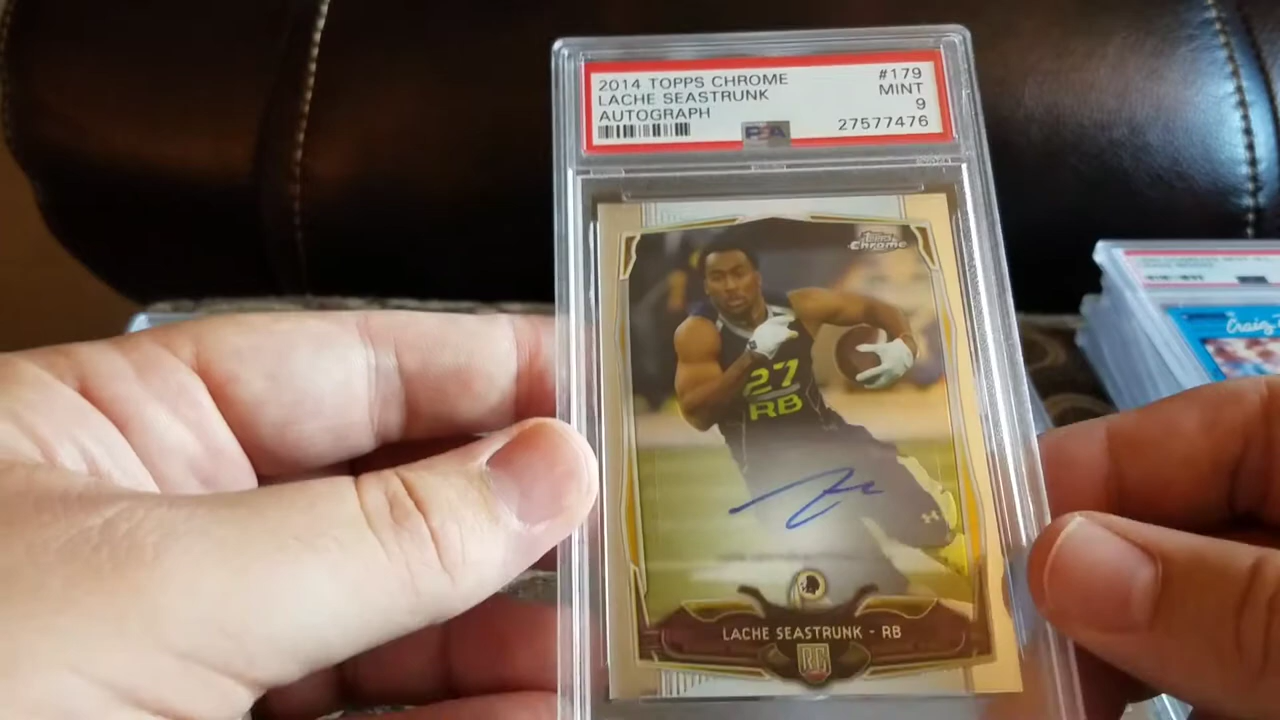 2014 TOPPS CHROME #179
LACHE SEASTRUNK MINT
AUTOGRAPH 9
27577476
PSA
Topps
Chrome
27
RB
LACHE SEASTRUNK - RB
RC
Craig